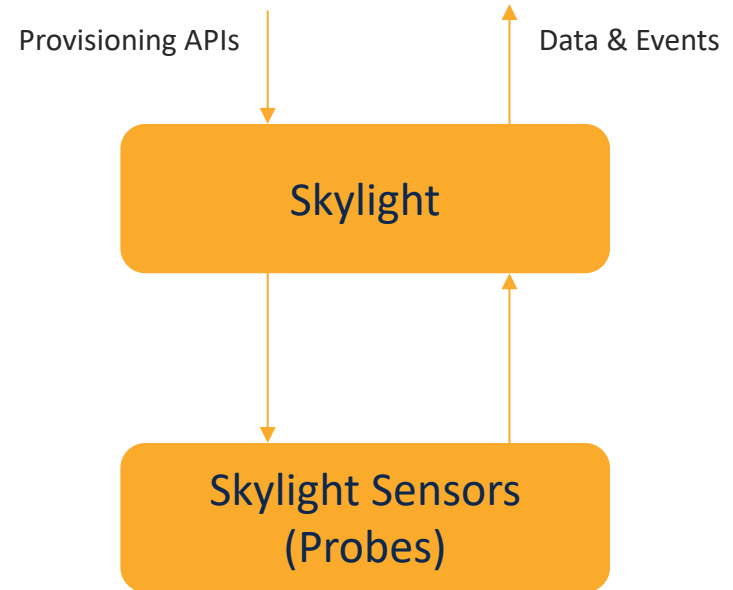 Provisioning APIs
Data & Events
Skylight
Skylight Sensors
(Probes)